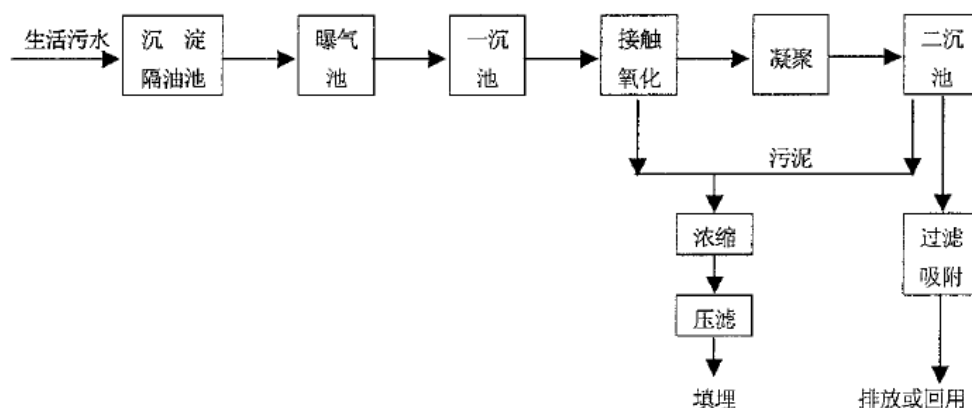 生活污水
沉 淀
隔油池
曝气
池
一沉
池
接触
氧化
凝聚
二沉
池
污泥
浓缩
过滤
吸附
压滤
填埋
排放或回用